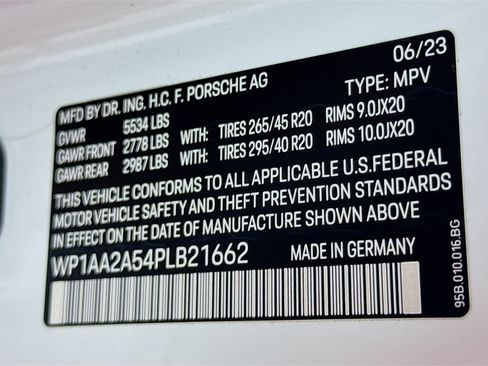 MFD BY DR. ING. H.C. F. PORSCHE AG 06/23
GVWR 5534 LBS TYPE: MPV
GAWR FRONT 2778 LBS WITH: TIRES 265/45 R20 RIMS 9.0JX20
GAWR REAR 2987 LBS WITH: TIRES 295/40 R20 RIMS 10.0JX20
THIS VEHICLE CONFORMS TO ALL APPLICABLE U.S.FEDERAL
MOTOR VEHICLE SAFETY AND THEFT PREVENTION STANDARDS
IN EFFECT ON THE DATE OF MANUFACTURE SHOWN ABOVE
WP1AA2A54PLB21662 MADE IN GERMANY
95B.010.016.BG